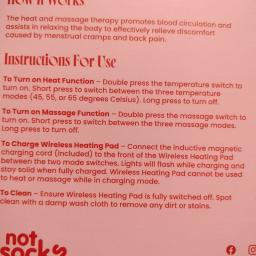 How It Works
The heat and massage therapy promotes blood circulation and
assists in relaxing the body to effectively relieve discomfort
caused by menstrual cramps and back pain.
Instructions For Use
To Turn on Heat Function – Double press the temperature switch to
turn on. Short press to switch between the three temperature
modes (45, 55, or 65 degrees Celsius). Long press to turn off.
To Turn on Massage Function – Double press the massage switch to
turn on. Short press to switch between the three massage modes.
Long press to turn off.
To Charge Wireless Heating Pad – Connect the inductive magnetic
charging cord (included) to the front of the Wireless Heating Pad
between the two mode switches. Lights will flash while charging and
stay solid when fully charged. Wireless Heating Pad cannot be used
to heat or massage while in charging mode.
To Clean – Ensure Wireless Heating Pad is fully switched off. Spot
clean with a damp wash cloth to remove any dirt or stains.
not
socks